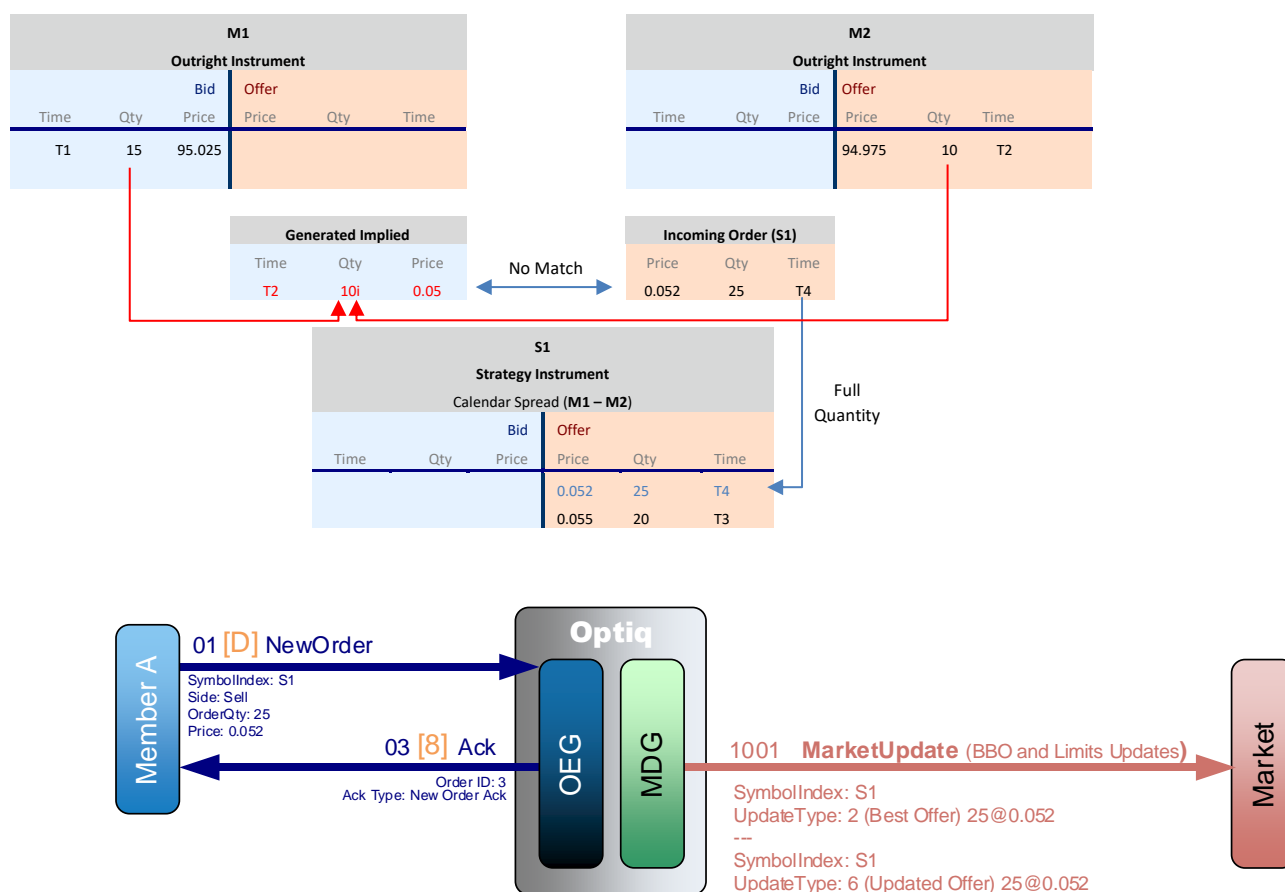 M1
Outright Instrument
Bid Offer
Time Qty Price Price Qty Time
T1 15 95.025
M2
Outright Instrument
Bid Offer
Time Qty Price Price Qty Time
94.975 10 T2
Generated Implied
Time Qty Price
T2 10i 0.05
No Match
Incoming Order (S1)
Price Qty Time
0.052 25 T4
S1
Strategy Instrument
Calendar Spread (M1 – M2)
Bid Offer
Time Qty Price Price Qty Time
0.052 25 T4
0.055 20 T3
Full
Quantity
Member A
01 [D] NewOrder
SymbolIndex: S1
Side: Sell
OrderQty: 25
Price: 0.052
03 [8] Ack
Order ID: 3
Ack Type: New Order Ack
Optiq
OEG
MDG
1001 MarketUpdate (BBO and Limits Updates)
SymbolIndex: S1
UpdateType: 2 (Best Offer) 25@0.052
---
SymbolIndex: S1
UpdateType: 6 (Updated Offer) 25@0.052
Market